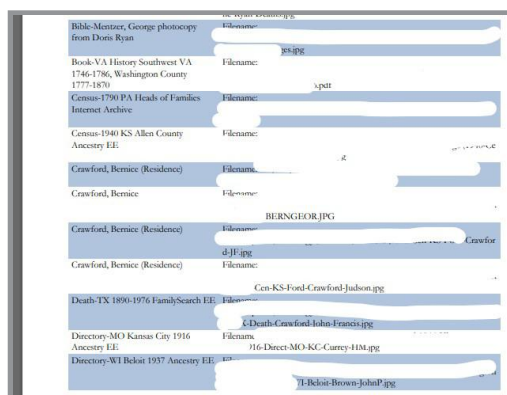 Bible-Mentzer, George photocopy
from Doris Ryan
Filename:
ges.jpg
Book-VA History Southwest VA
1746-1786, Washington County
1777-1870
Filename:
.pdf
Census-1790 PA Heads of Families
Internet Archive
Filename:
Census-1940 KS Allen County
Ancestry EE
Filename:
Crawford, Bernice (Residence)
Filename:
Crawford, Bernice
Filename:
BERNGEOR.JPG
Crawford, Bernice (Residence)
Filename:
Crawfor
d-JF.jpg
Crawford, Bernice (Residence)
Filename:
Cen-KS-Ford-Crawford-Judson.jpg
Death-TX 1890-1976 FamilySearch EE
Filename:
X-Death-Crawford-John-Francis.jpg
Directory-MO Kansas City 1916
Ancestry EE
Filename:
916-Direct-MO-KC-Currey-HM.jpg
Directory-WI Beloit 1937 Ancestry EE
I-Beloit-Brown-JohnP.jpg